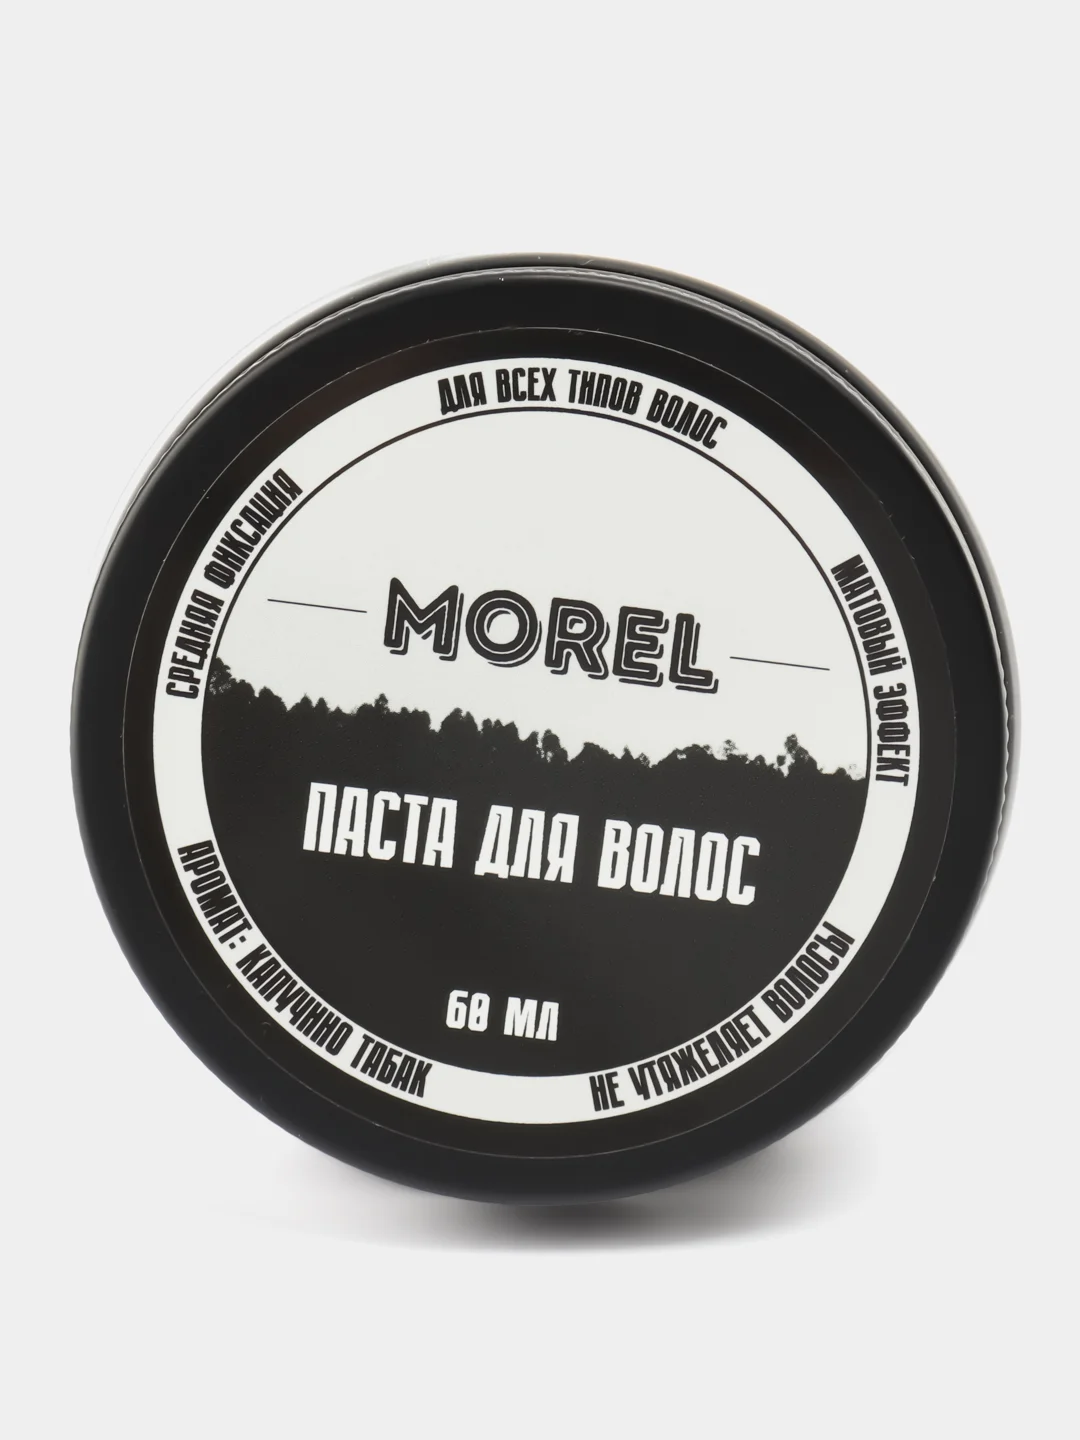 ДЛЯ ВСЕХ ТИПОВ ВОЛОС
СРЕДНЯЯ ФИКСАЦИЯ
МАТОВЫЙ ЭФФЕКТ
MOREL
ПАСТА ДЛЯ ВОЛОС
60 МЛ
АРОМАТ: КАПУЧИНО ТАБАК
НЕ УТЯЖЕЛЯЕТ ВОЛОСЫ